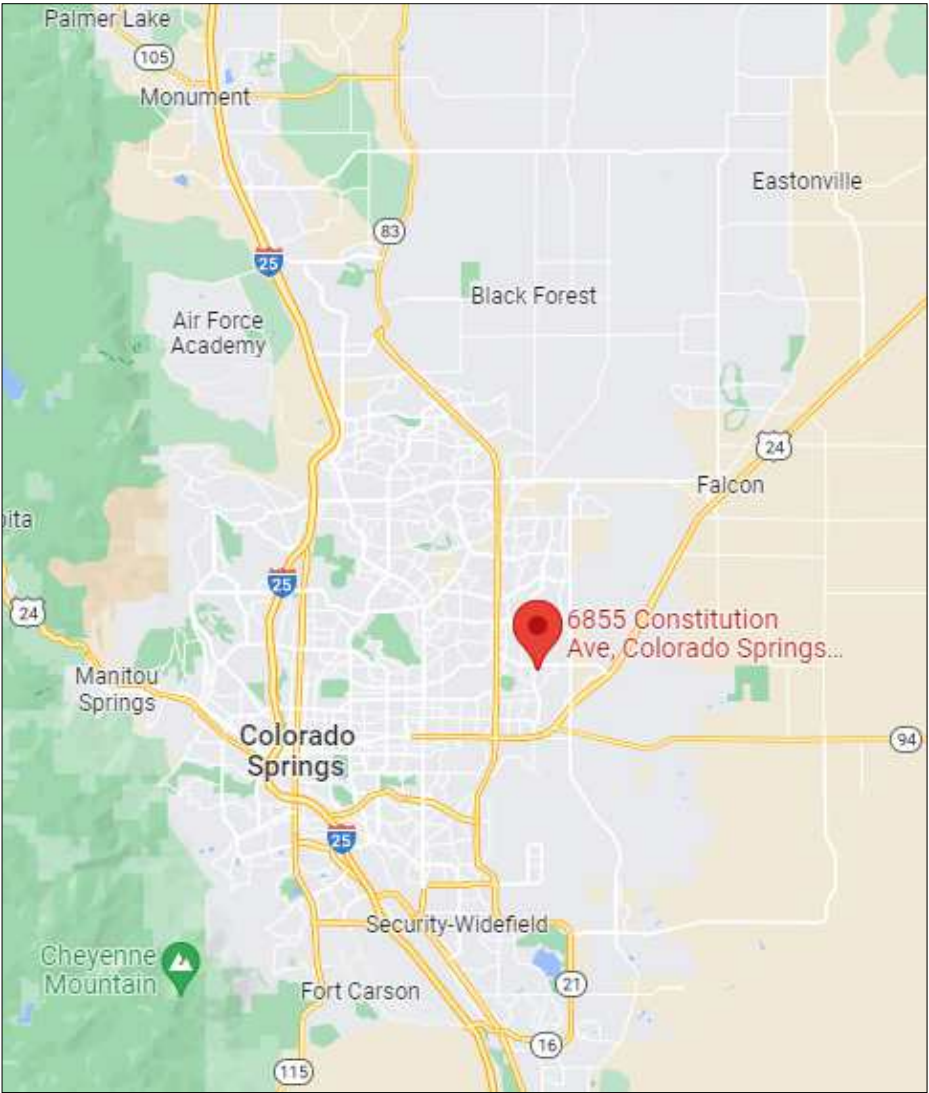 Palmer Lake
105
Monument
Eastonville
83
25
Black Forest
Air Force
Academy
24
Falcon
25
24
6855 Constitution
Ave, Colorado Springs...
Manitou
Springs
Colorado
Springs
94
25
Security-Widefield
Cheyenne
Mountain
Fort Carson
21
16
115